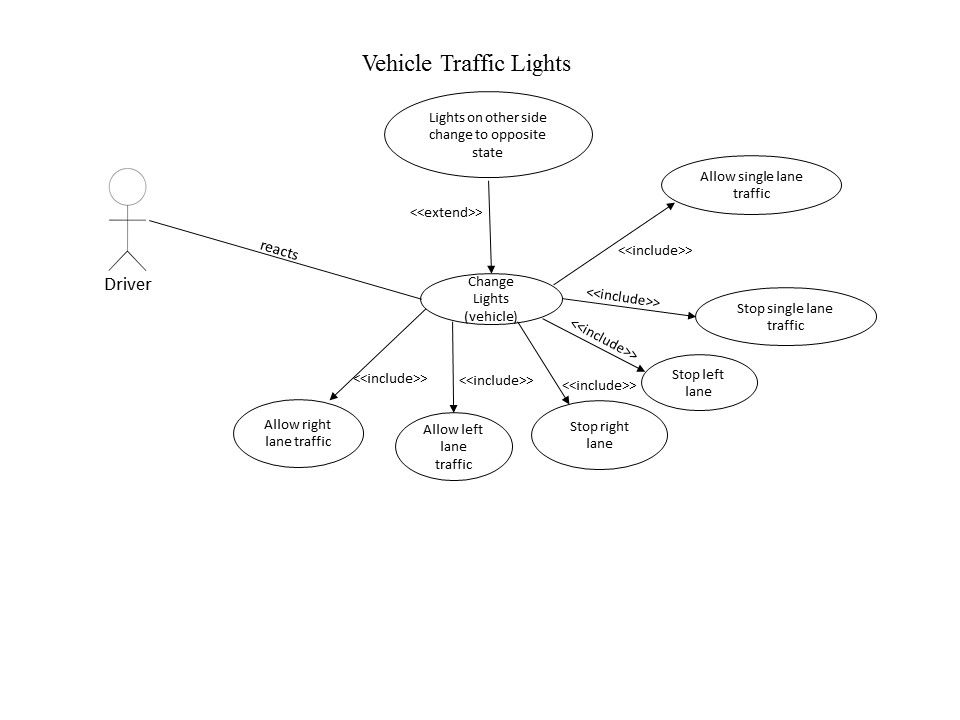 Vehicle Traffic Lights
Lights on other side
change to opposite
state
Allow single lane
traffic
<<extend>>
<<include>>
reacts
Driver
Change
Lights
(vehicle)
<<include>>
Stop single lane
traffic
<<include>>
Stop left
lane
<<include>>
<<include>>
<<include>>
Allow right
lane traffic
Allow left
lane
traffic
Stop right
lane